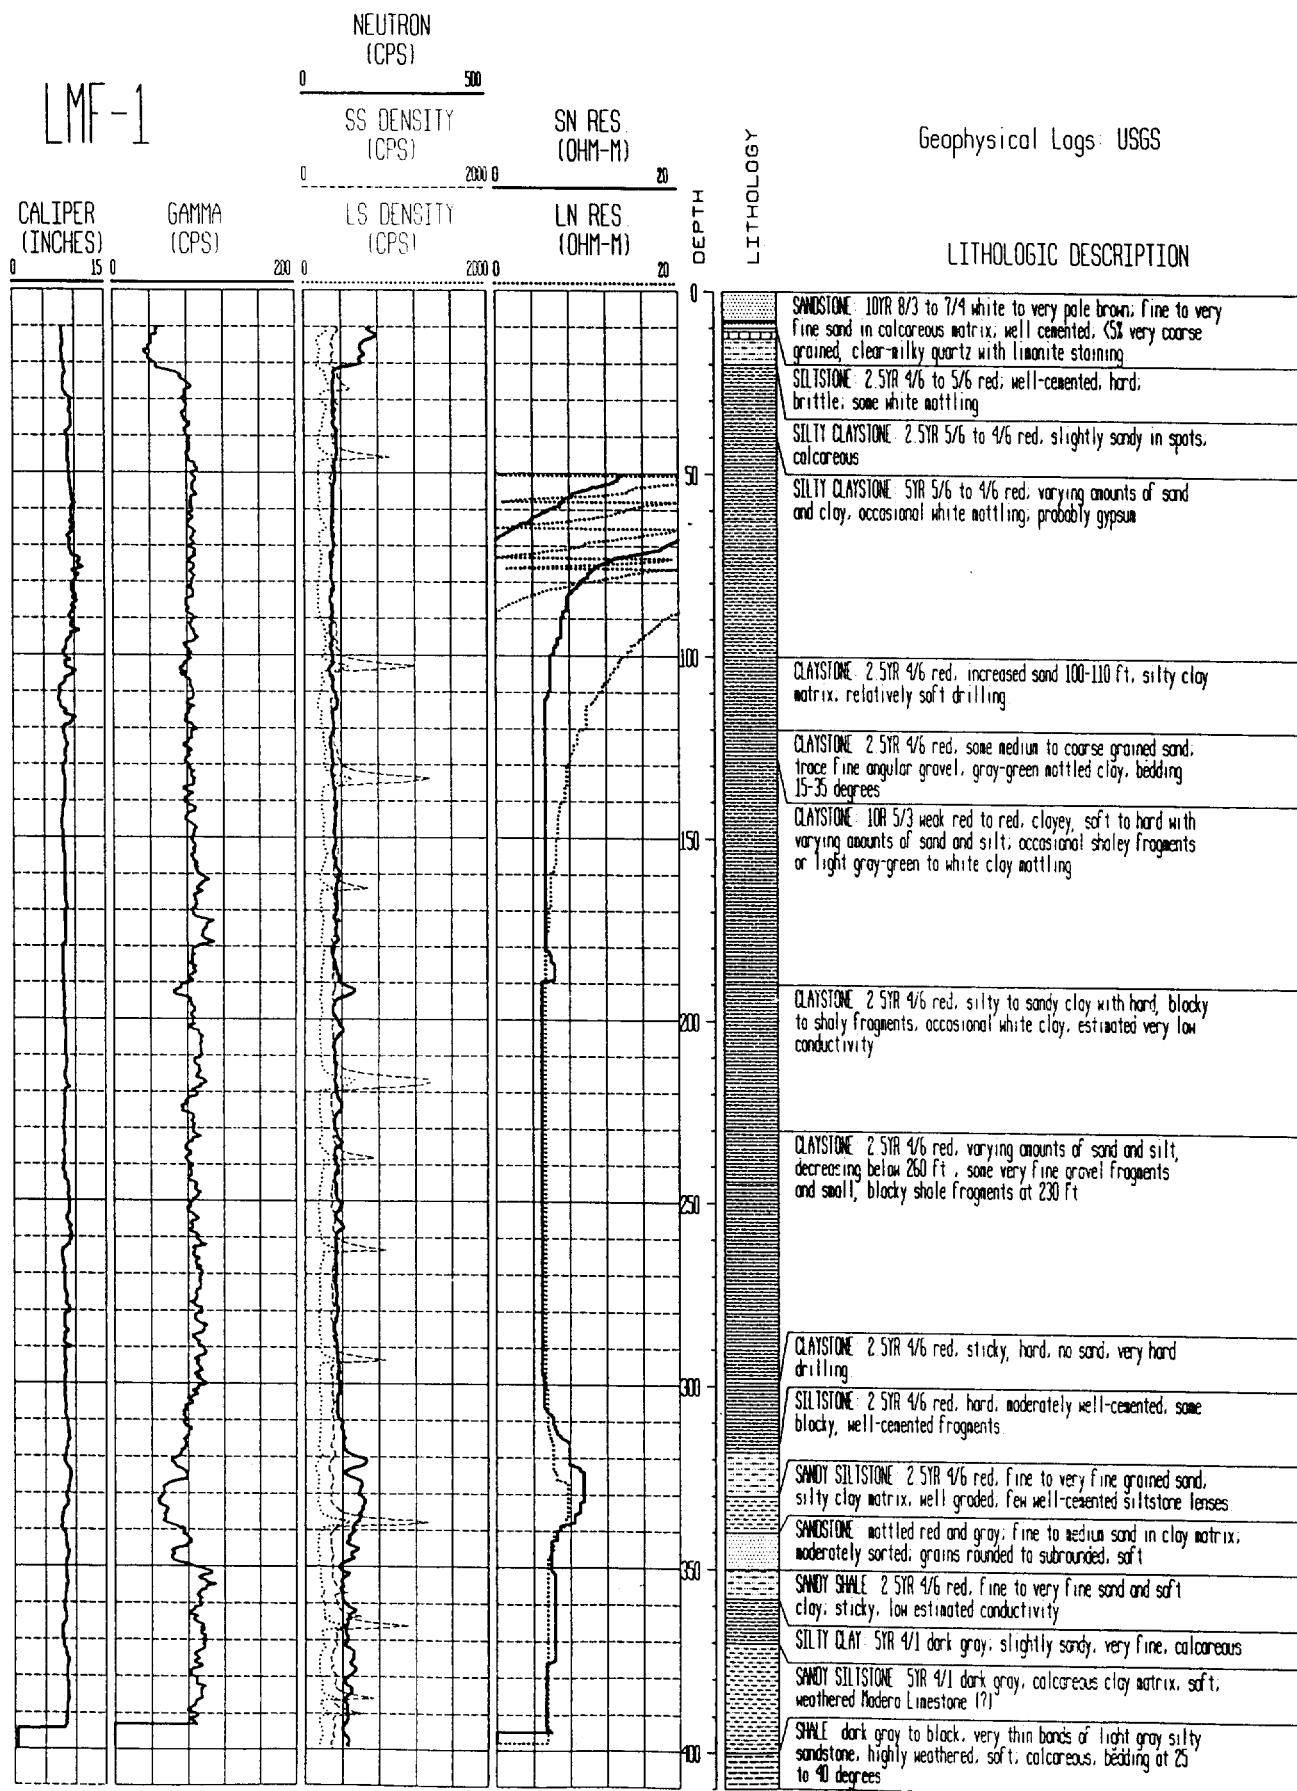 LMF-1
NEUTRON
(CPS)
0 500
SS DENSITY
(CPS)
0 2000
SN RES.
(OHM-M)
0 20
Geophysical Logs: USGS
CALIPER
(INCHES)
0 15
GAMMA
(CPS)
0 200
LS DENSITY
(CPS)
0 2000
LN RES.
(OHM-M)
0 20
DEPTH
LITHOLOGY
LITHOLOGIC DESCRIPTION
0
50
100
150
200
250
300
350
400
SANDSTONE: 10YR 8/3 to 7/4 white to very pale brown; fine to very
fine sand in calcareous matrix; well cemented, <5% very coarse
grained, clear-milky quartz with limonite staining
SILTSTONE: 2.5YR 4/6 to 5/6 red; well-cemented, hard;
brittle; some white mottling
SILTY CLAYSTONE: 2.5YR 5/6 to 4/6 red, slightly sandy in spots;
calcareous
SILTY CLAYSTONE: 5YR 5/6 to 4/6 red; varying amounts of sand
and clay, occasional white mottling; probably gypsum
CLAYSTONE: 2.5YR 4/6 red, increased sand 100-110 ft, silty clay
matrix, relatively soft drilling
CLAYSTONE: 2.5YR 4/6 red, some medium to coarse grained sand;
trace fine angular gravel, gray-green mottled clay, bedding
15-35 degrees
CLAYSTONE: 10R 5/3 weak red to red, clayey, soft to hard with
varying amounts of sand and silt; occasional shaley fragments
or light gray-green to white clay mottling
CLAYSTONE: 2.5YR 4/6 red, silty to sandy clay with hard, blocky
to shaly fragments, occasional white clay, estimated very low
conductivity
CLAYSTONE: 2.5YR 4/6 red, varying amounts of sand and silt,
decreasing below 260 ft, some very fine gravel fragments
and small, blocky shale fragments at 230 ft
CLAYSTONE: 2.5YR 4/6 red, sticky, hard, no sand, very hard
drilling
SILTSTONE: 2.5YR 4/6 red, hard, moderately well-cemented, some
blocky, well-cemented fragments
SANDY SILTSTONE: 2.5YR 4/6 red, fine to very fine grained sand;
silty clay matrix, well graded, few well-cemented siltstone lenses
SANDSTONE: mottled red and gray; fine to medium sand in clay matrix;
moderately sorted; grains rounded to subrounded, soft
SANDY SHALE: 2.5YR 4/6 red, fine to very fine sand and soft
clay; sticky, low estimated conductivity
SILTY CLAY: 5YR 4/1 dark gray; slightly sandy, very fine, calcareous
SANDY SILTSTONE: 5YR 4/1 dark gray, calcareous clay matrix, soft;
weathered Madera Limestone (?)
SHALE: dark gray to black, very thin bands of light gray silty
sandstone, highly weathered, soft; calcareous, bedding at 25
to 40 degrees